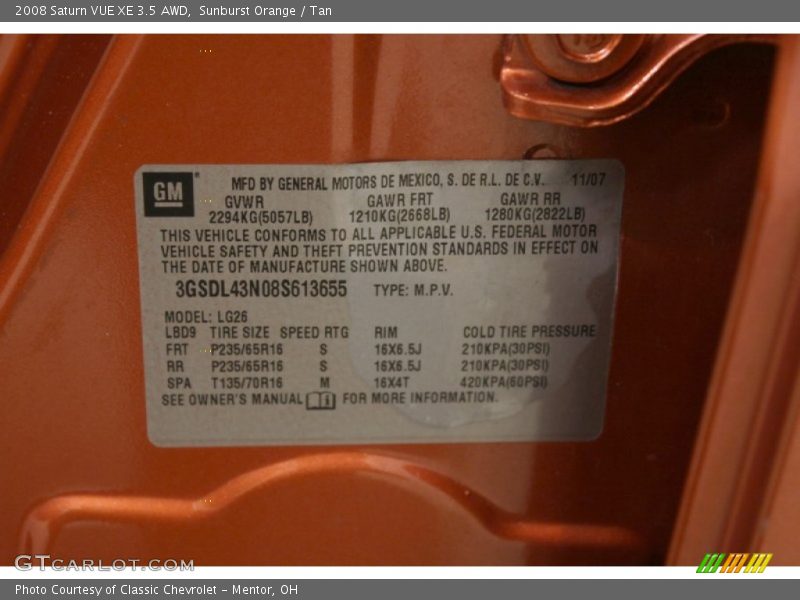 2008 Saturn VUE XE 3.5 AWD, Sunburst Orange / Tan
GM
MFD BY GENERAL MOTORS DE MEXICO, S. DE R.L. DE C.V. 11/07
GVWR GAWR FRT GAWR RR
2294KG(5057LB) 1210KG(2668LB) 1280KG(2822LB)
THIS VEHICLE CONFORMS TO ALL APPLICABLE U.S. FEDERAL MOTOR
VEHICLE SAFETY AND THEFT PREVENTION STANDARDS IN EFFECT ON
THE DATE OF MANUFACTURE SHOWN ABOVE.
3GSDL43N08S613655 TYPE: M.P.V.
MODEL: LG26
LBD9 TIRE SIZE SPEED RTG RIM COLD TIRE PRESSURE
FRT P235/65R16 S 16X6.5J 210KPA(30PSI)
RR P235/65R16 S 16X6.5J 210KPA(30PSI)
SPA T135/70R16 M 16X4T 420KPA(60PSI)
SEE OWNER'S MANUAL FOR MORE INFORMATION.
GTCARLOT.COM
Photo Courtesy of Classic Chevrolet - Mentor, OH